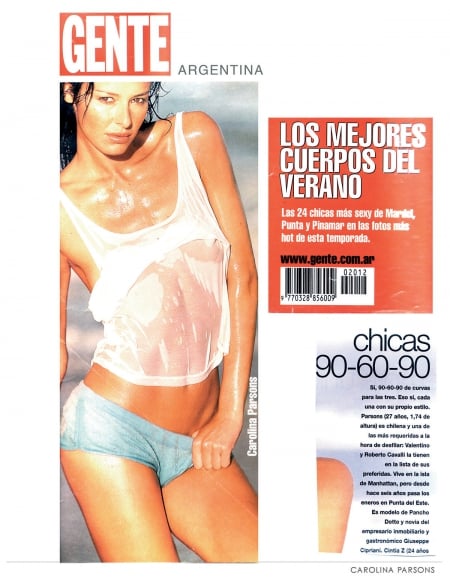 GENTE
ARGENTINA
LOS MEJORES
CUERPOS DEL
VERANO
Las 24 chicas más sexy de Mardel,
Punta y Pinamar en las fotos más
hot de esta temporada.
www.gente.com.ar
02012
9 770328 856009
Carolina Parsons
chicas
90-60-90
Sí, 90-60-90 de curvas
para las tres. Eso sí, cada
una con su propio estilo.
Parsons (27 años, 1,74 de
altura) es chilena y una de
las más requeridas a la
hora de desfilar: Valentino
y Roberto Cavalli la tienen
en la lista de sus
preferidas. Vive en la isla
de Manhattan, pero desde
hace seis años pasa los
eneros en Punta del Este.
Es modelo de Pancho
Dotto y novia del
empresario inmobiliario y
gastronómico Giuseppe
Cipriani. Cintia Z (24 años
CAROLINA PARSONS